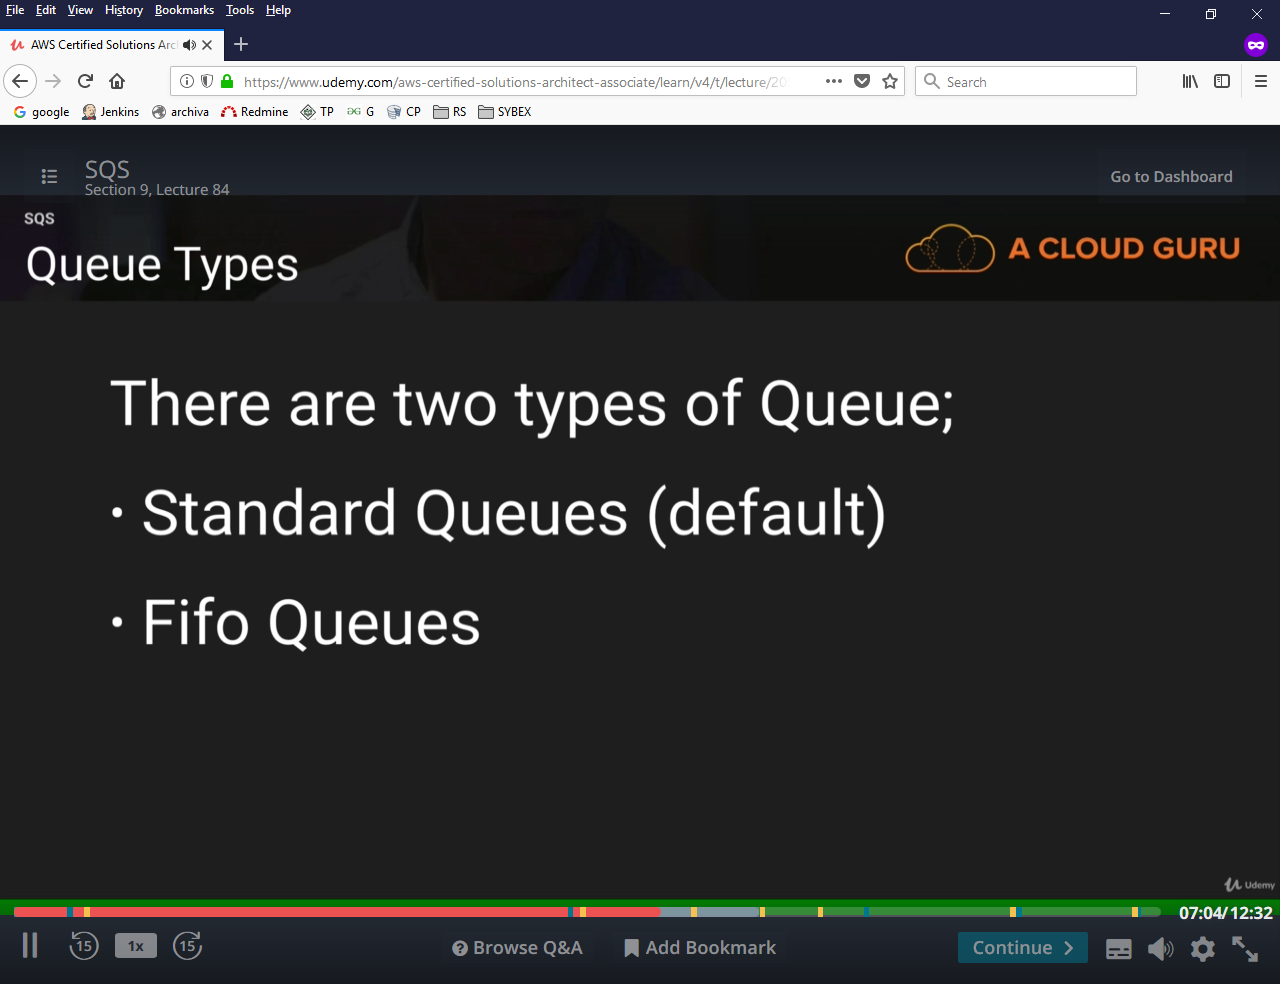 File Edit View History Bookmarks Tools Help
AWS Certified Solutions Arc
https://www.udemy.com/aws-certified-solutions-architect-associate/learn/v4/t/lecture/20
Search
google Jenkins archiva Redmine TP G CP RS SYBEX
SQS
Section 9, Lecture 84
Go to Dashboard
SQS
Queue Types
A CLOUD GURU
There are two types of Queue;
• Standard Queues (default)
• Fifo Queues
Udemy
07:04/12:32
15 1x 15 Browse Q&A Add Bookmark Continue